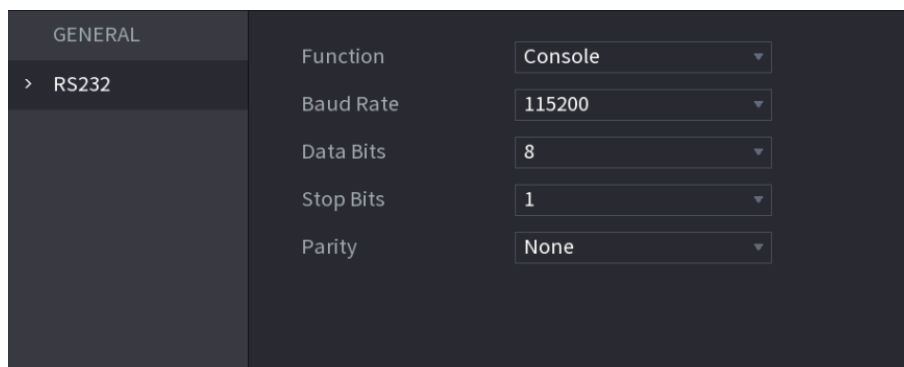 GENERAL
> RS232
Function Console
Baud Rate 115200
Data Bits 8
Stop Bits 1
Parity None